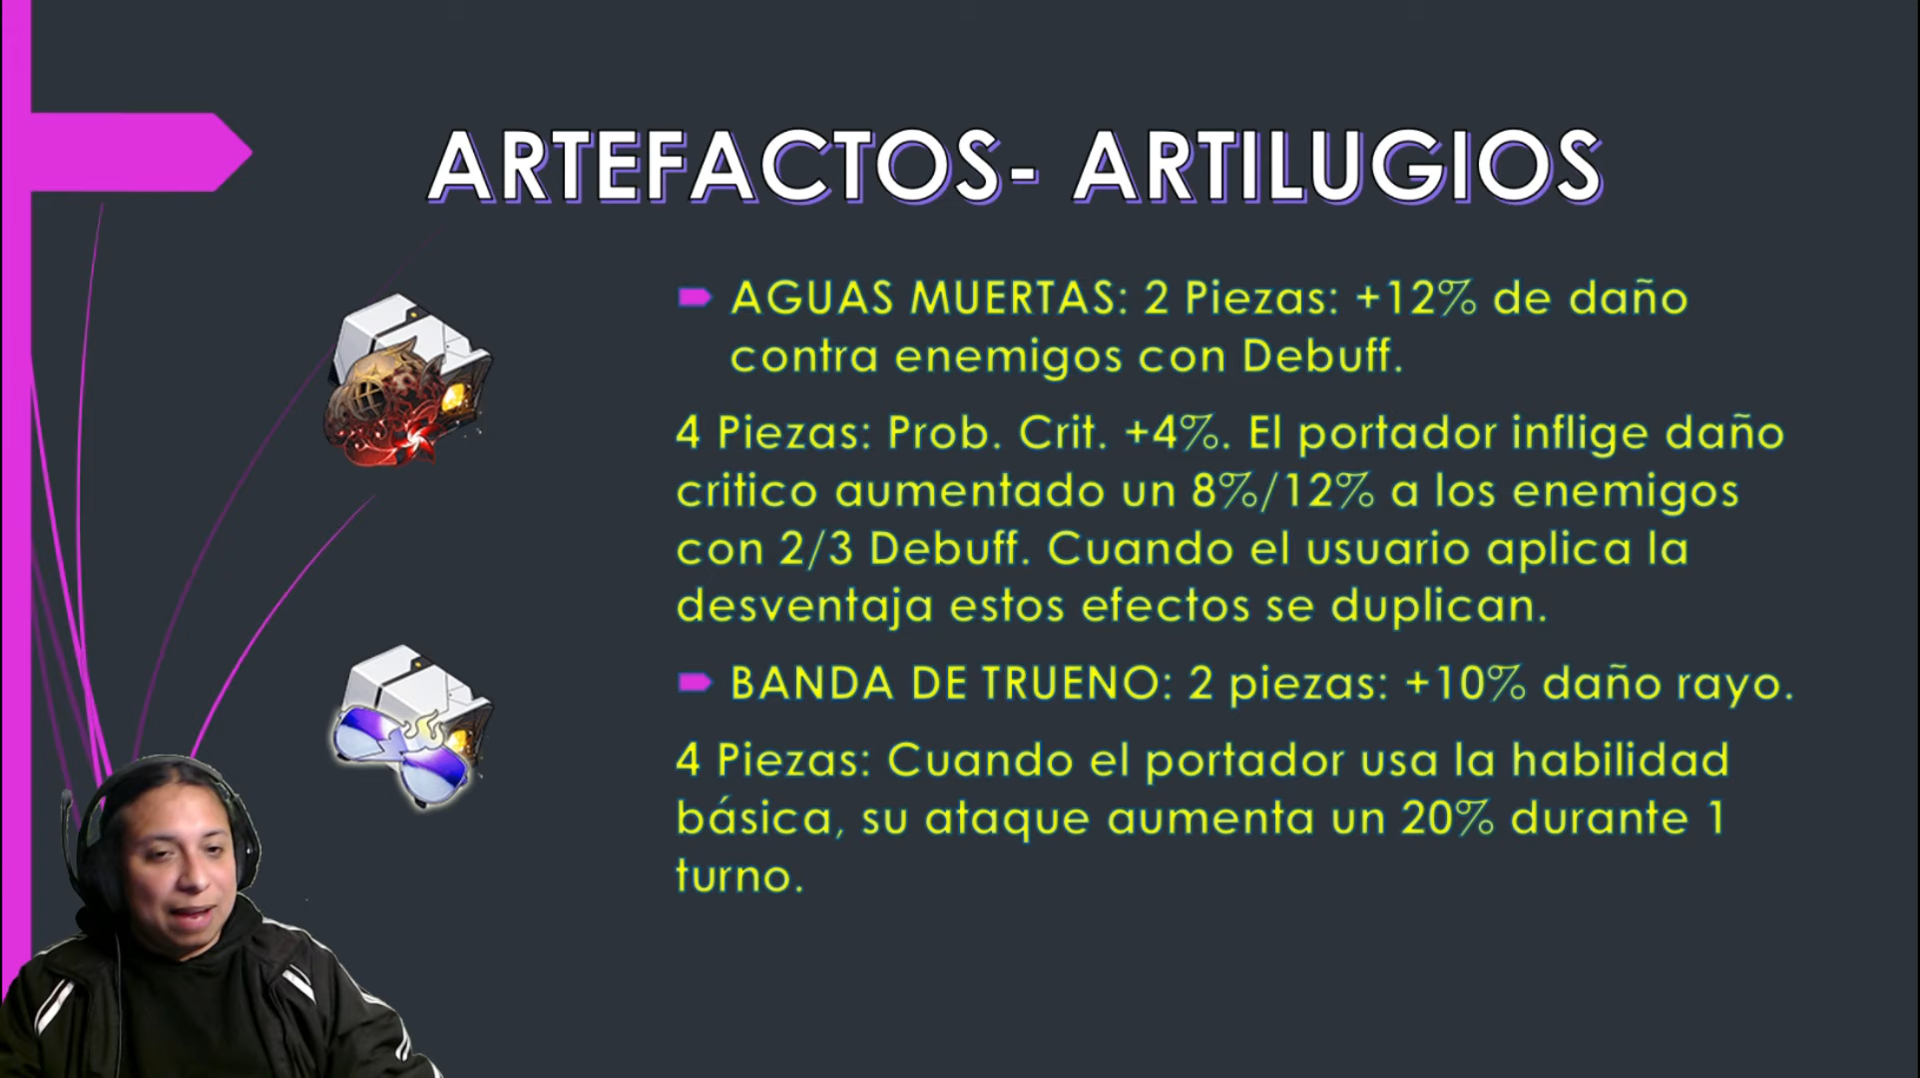 ARTEFACTOS- ARTILUGIOS
AGUAS MUERTAS: 2 Piezas: +12% de daño
contra enemigos con Debuff.
4 Piezas: Prob. Crit. +4%. El portador inflige daño
critico aumentado un 8%/12% a los enemigos
con 2/3 Debuff. Cuando el usuario aplica la
desventaja estos efectos se duplican.
BANDA DE TRUENO: 2 piezas: +10% daño rayo.
4 Piezas: Cuando el portador usa la habilidad
básica, su ataque aumenta un 20% durante 1
turno.